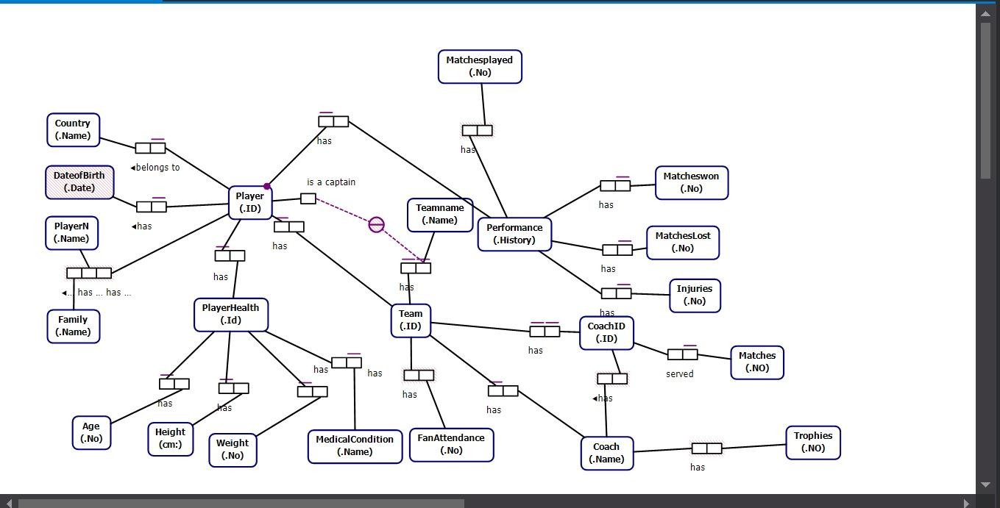 Matchesplayed
(.No)
has
Country
(.Name)
◄belongs to
has
DateofBirth
(.Date)
◄has
Player
(.ID)
is a captain
has
Teamname
(.Name)
has
Performance
(.History)
Matcheswon
(.No)
has
MatchesLost
(.No)
has
Injuries
(.No)
has
PlayerN
(.Name)
◄... has ... has ...
Family
(.Name)
has
PlayerHealth
(.Id)
Team
(.ID)
has
CoachID
(.ID)
served
Matches
(.NO)
has
has
has
has
Age
(.No)
Height
(cm:)
Weight
(.No)
MedicalCondition
(.Name)
has
FanAttendance
(.No)
has
◄has
Coach
(.Name)
has
Trophies
(.NO)